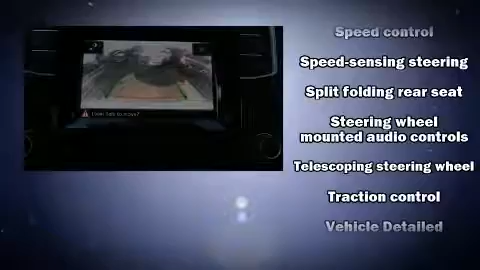 Speed control
Speed-sensing steering
Split folding rear seat
Steering wheel
mounted audio controls
Telescoping steering wheel
Traction control
Vehicle Detailed